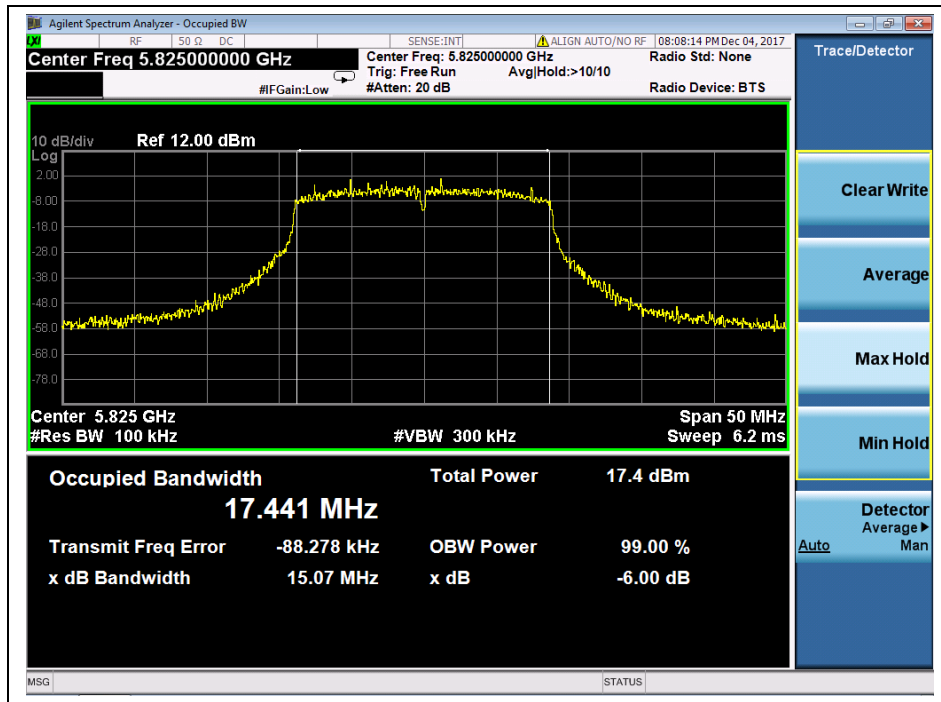 Agilent Spectrum Analyzer - Occupied BW
LXI RF 50 Ω DC SENSE:INT ALIGN AUTO/NO RF 08:08:14 PM Dec 04, 2017
Center Freq 5.825000000 GHz
Center Freq: 5.825000000 GHz Radio Std: None
Trig: Free Run Avg|Hold:>10/10
#IFGain:Low #Atten: 20 dB Radio Device: BTS
10 dB/div Ref 12.00 dBm
Log
2.00
-8.00
-18.0
-28.0
-38.0
-48.0
-58.0
-68.0
-78.0
Center 5.825 GHz Span 50 MHz
#Res BW 100 kHz #VBW 300 kHz Sweep 6.2 ms
Occupied Bandwidth Total Power 17.4 dBm
17.441 MHz
Transmit Freq Error -88.278 kHz OBW Power 99.00 %
x dB Bandwidth 15.07 MHz x dB -6.00 dB
MSG STATUS
Trace/Detector
Clear Write
Average
Max Hold
Min Hold
Detector
Average
Auto Man